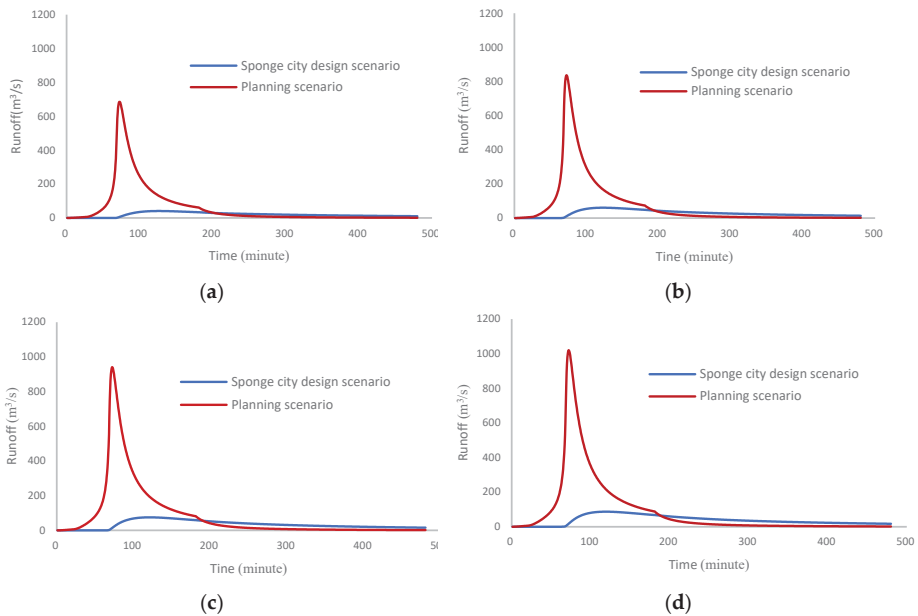 1200
1000
800
600
400
200
0
Runoff(m³/s)
Sponge city design scenario
Planning scenario
0 100 200 300 400 500
Tine (minute)
(a)
1200
1000
800
600
400
200
0
Runoff (m³/s)
Sponge city design scenario
Planning scenario
0 100 200 300 400 500
Tine (minute)
(b)
1200
1000
800
600
400
200
0
Runoff (m³/s)
Sponge city design scenario
Planning scenario
0 100 200 300 400 500
Tine (minute)
(c)
1200
1000
800
600
400
200
0
Runoff (m³/s)
Sponge city design scenario
Planning scenario
0 100 200 300 400 500
Tine (minute)
(d)